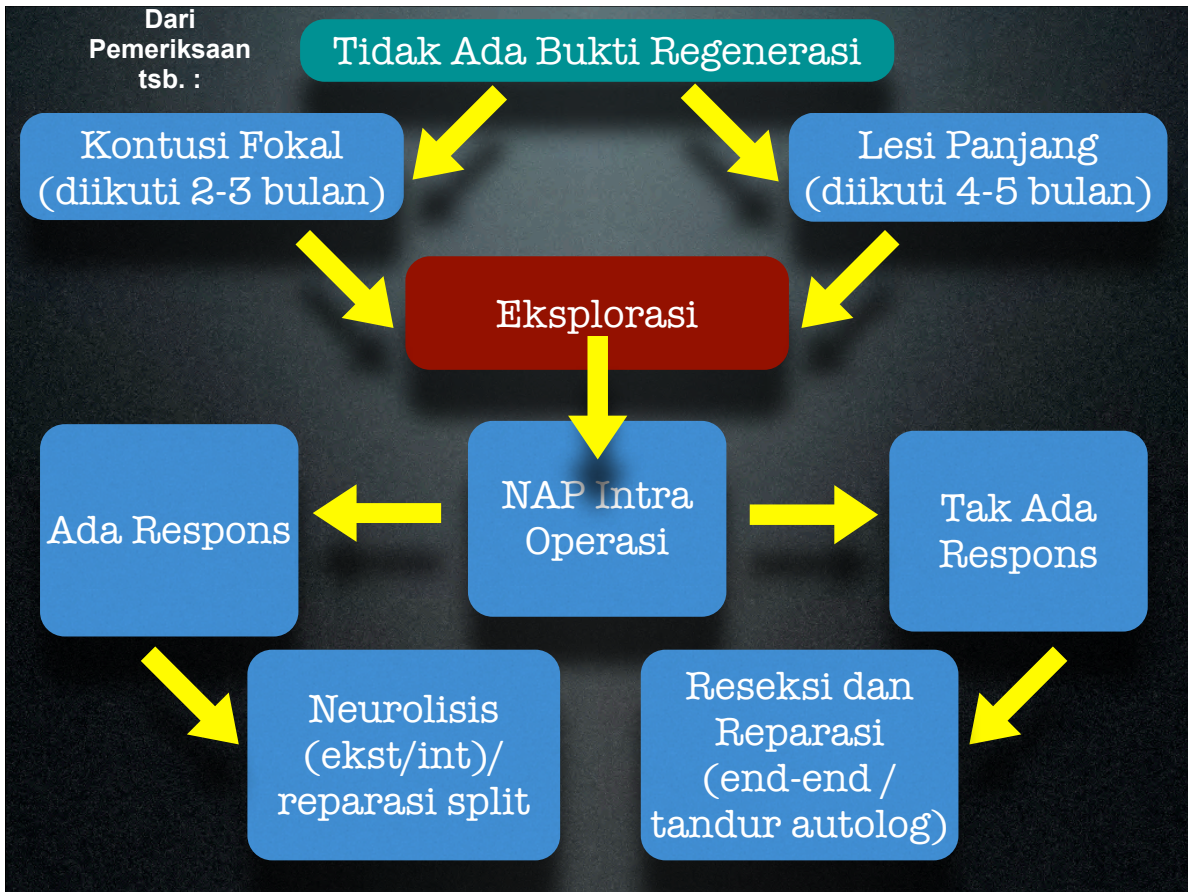 Dari
Pemeriksaan
tsb. :
Tidak Ada Bukti Regenerasi
Kontusi Fokal
(diikuti 2-3 bulan)
Lesi Panjang
(diikuti 4-5 bulan)
Eksplorasi
Ada Respons
NAP Intra
Operasi
Tak Ada
Respons
Neurolisis
(ekst/int)/
reparasi split
Reseksi dan
Reparasi
(end-end /
tandur autolog)